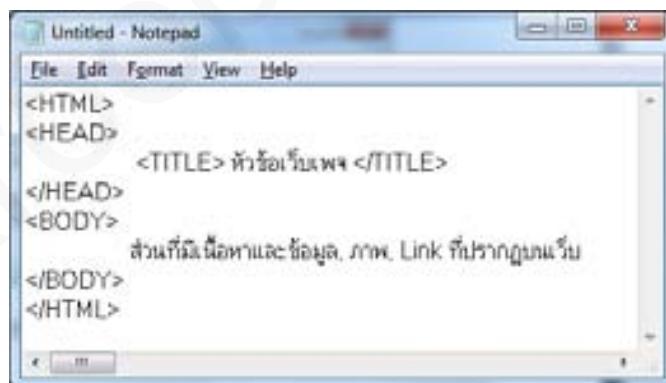 Untitled - Notepad
File Edit Format View Help
<HTML>
<HEAD>
<TITLE> หัวข้อเว็บเพจ </TITLE>
</HEAD>
<BODY>
ส่วนที่มีเนื้อหาและข้อมูล, ภาพ, Link ที่ปรากฏบนเว็บ
</BODY>
</HTML>